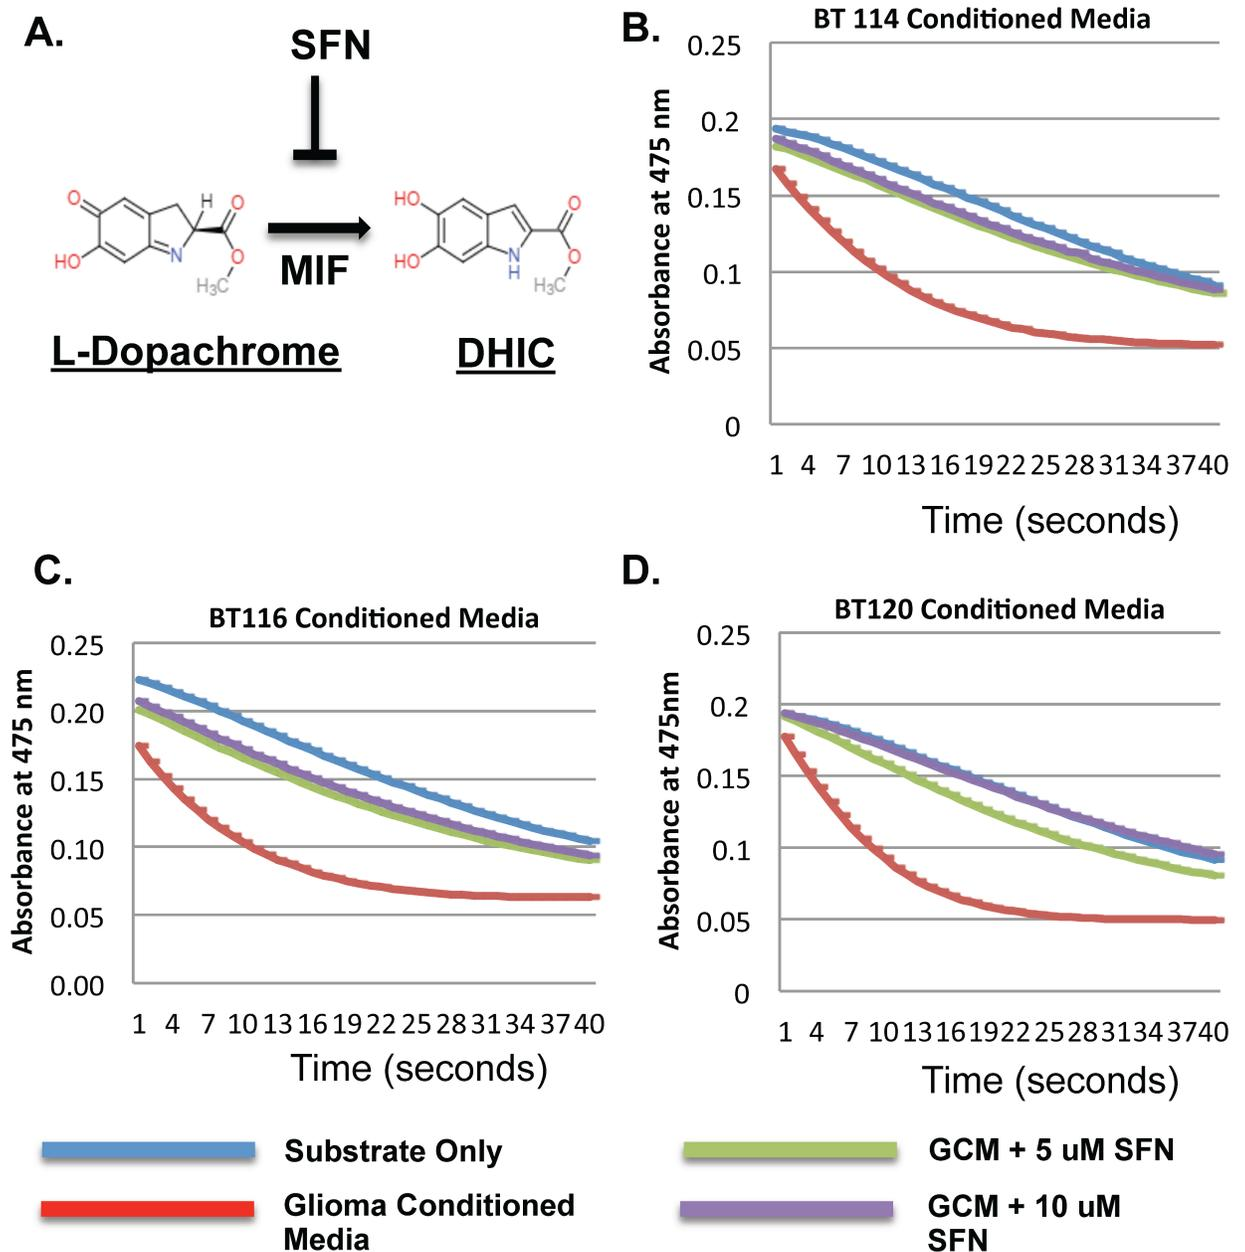 A.
SFN
O
H
O
HO
N
O
H₃C
MIF
HO
O
HO
N
H
O
H₃C
L-Dopachrome
DHIC
B.
BT 114 Conditioned Media
Absorbance at 475 nm
0.25
0.2
0.15
0.1
0.05
0
1 4 7 10 13 16 19 22 25 28 31 34 37 40
Time (seconds)
C.
BT116 Conditioned Media
Absorbance at 475 nm
0.25
0.20
0.15
0.10
0.05
0.00
1 4 7 10 13 16 19 22 25 28 31 34 37 40
Time (seconds)
D.
BT120 Conditioned Media
Absorbance at 475nm
0.25
0.2
0.15
0.1
0.05
0
1 4 7 10 13 16 19 22 25 28 31 34 37 40
Time (seconds)
Substrate Only
Glioma Conditioned
Media
GCM + 5 uM SFN
GCM + 10 uM
SFN